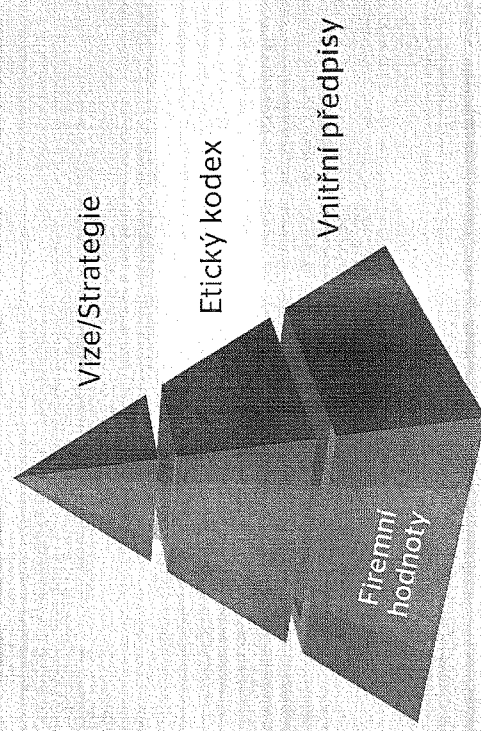 Vize/Strategie
Etický kodex
Vnitřní předpisy
Firemní
hodnoty